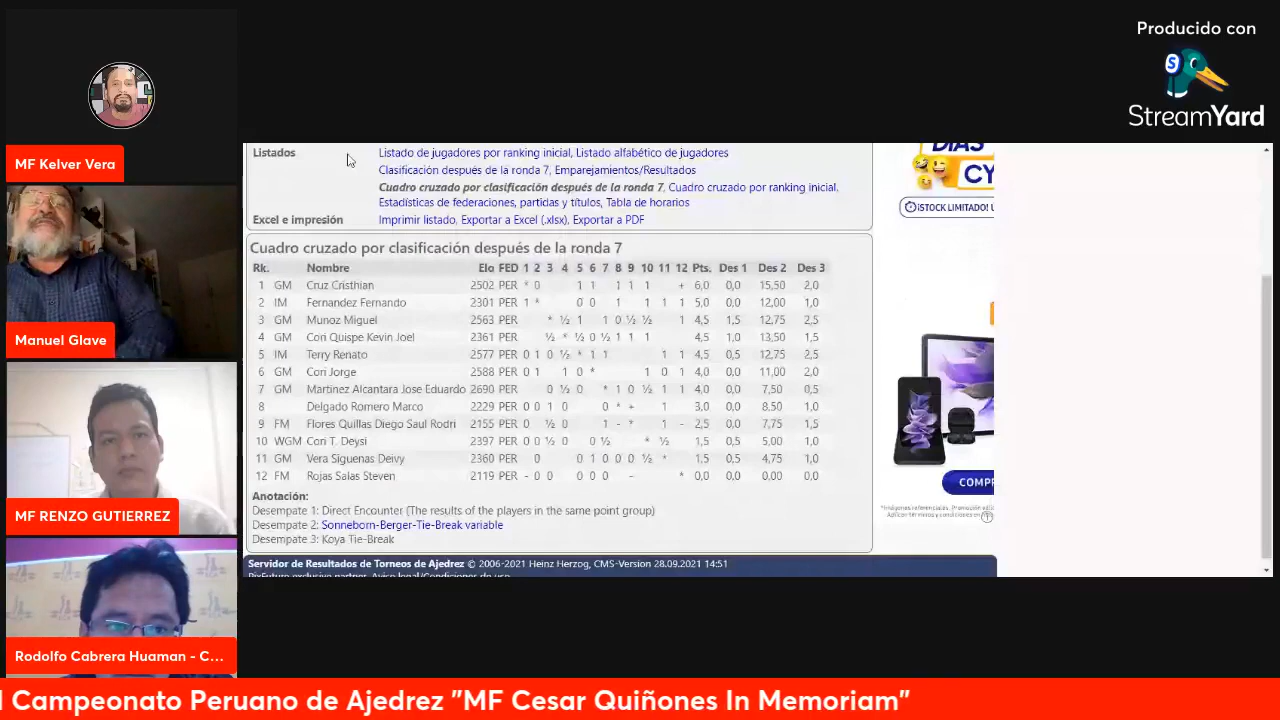 Producido con
StreamYard
MF Kelver Vera
Manuel Glave
MF RENZO GUTIERREZ
Rodolfo Cabrera Huaman - C...
Listados Listado de jugadores por ranking inicial, Listado alfabético de jugadores
Clasificación después de la ronda 7, Emparejamientos/Resultados
Cuadro cruzado por clasificación después de la ronda 7, Cuadro cruzado por ranking inicial.
Estadísticas de federaciones, partidas y títulos, Tabla de horarios
Excel e impresión Imprimir listado, Exportar a Excel (.xlsx), Exportar a PDF
Cuadro cruzado por clasificación después de la ronda 7
Rk. Nombre Elo FED 1 2 3 4 5 6 7 8 9 10 11 12 Pts. Des 1 Des 2 Des 3
1 GM Cruz Cristhian 2502 PER * 0 1 1 1 1 1 + 6,0 0,0 15,50 2,0
2 IM Fernandez Fernando 2301 PER 1 * 0 0 1 1 1 1 5,0 0,0 12,00 1,0
3 GM Munoz Miguel 2563 PER * ½ 1 1 0 ½ ½ 1 4,5 1,5 12,75 2,5
4 GM Cori Quispe Kevin Joel 2361 PER ½ * ½ 0 ½ 1 1 1 4,5 1,0 13,50 1,5
5 IM Terry Renato 2577 PER 0 1 0 ½ * 1 1 1 1 4,5 0,5 12,75 2,5
6 GM Cori Jorge 2588 PER 0 1 1 0 * 1 0 1 4,0 0,0 11,00 2,0
7 GM Martinez Alcantara Jose Eduardo 2690 PER 0 ½ 0 * 1 0 ½ 1 1 4,0 0,0 7,50 0,5
8 Delgado Romero Marco 2229 PER 0 0 1 0 0 * + 1 3,0 0,0 8,50 1,0
9 FM Flores Quillas Diego Saul Rodri 2155 PER 0 ½ 0 1 - * 1 - 2,5 0,0 7,75 1,5
10 WGM Cori T. Deysi 2397 PER 0 0 ½ 0 0 ½ * ½ 1,5 0,5 5,00 1,0
11 GM Vera Siguenas Deivy 2360 PER 0 0 1 0 0 0 ½ * 1,5 0,5 4,75 1,0
12 FM Rojas Salas Steven 2119 PER - 0 0 0 0 0 - * 0,0 0,0 0,00 0,0
Anotación:
Desempate 1: Direct Encounter (The results of the players in the same point group)
Desempate 2: Sonneborn-Berger-Tie-Break variable
Desempate 3: Koya Tie-Break
Servidor de Resultados de Torneos de Ajedrez © 2006-2021 Heinz Herzog, CMS-Version 28.09.2021 14:51
DIAS
CY
¡STOCK LIMITADO! U
COMPR
Campeonato Peruano de Ajedrez "MF Cesar Quiñones In Memoriam"